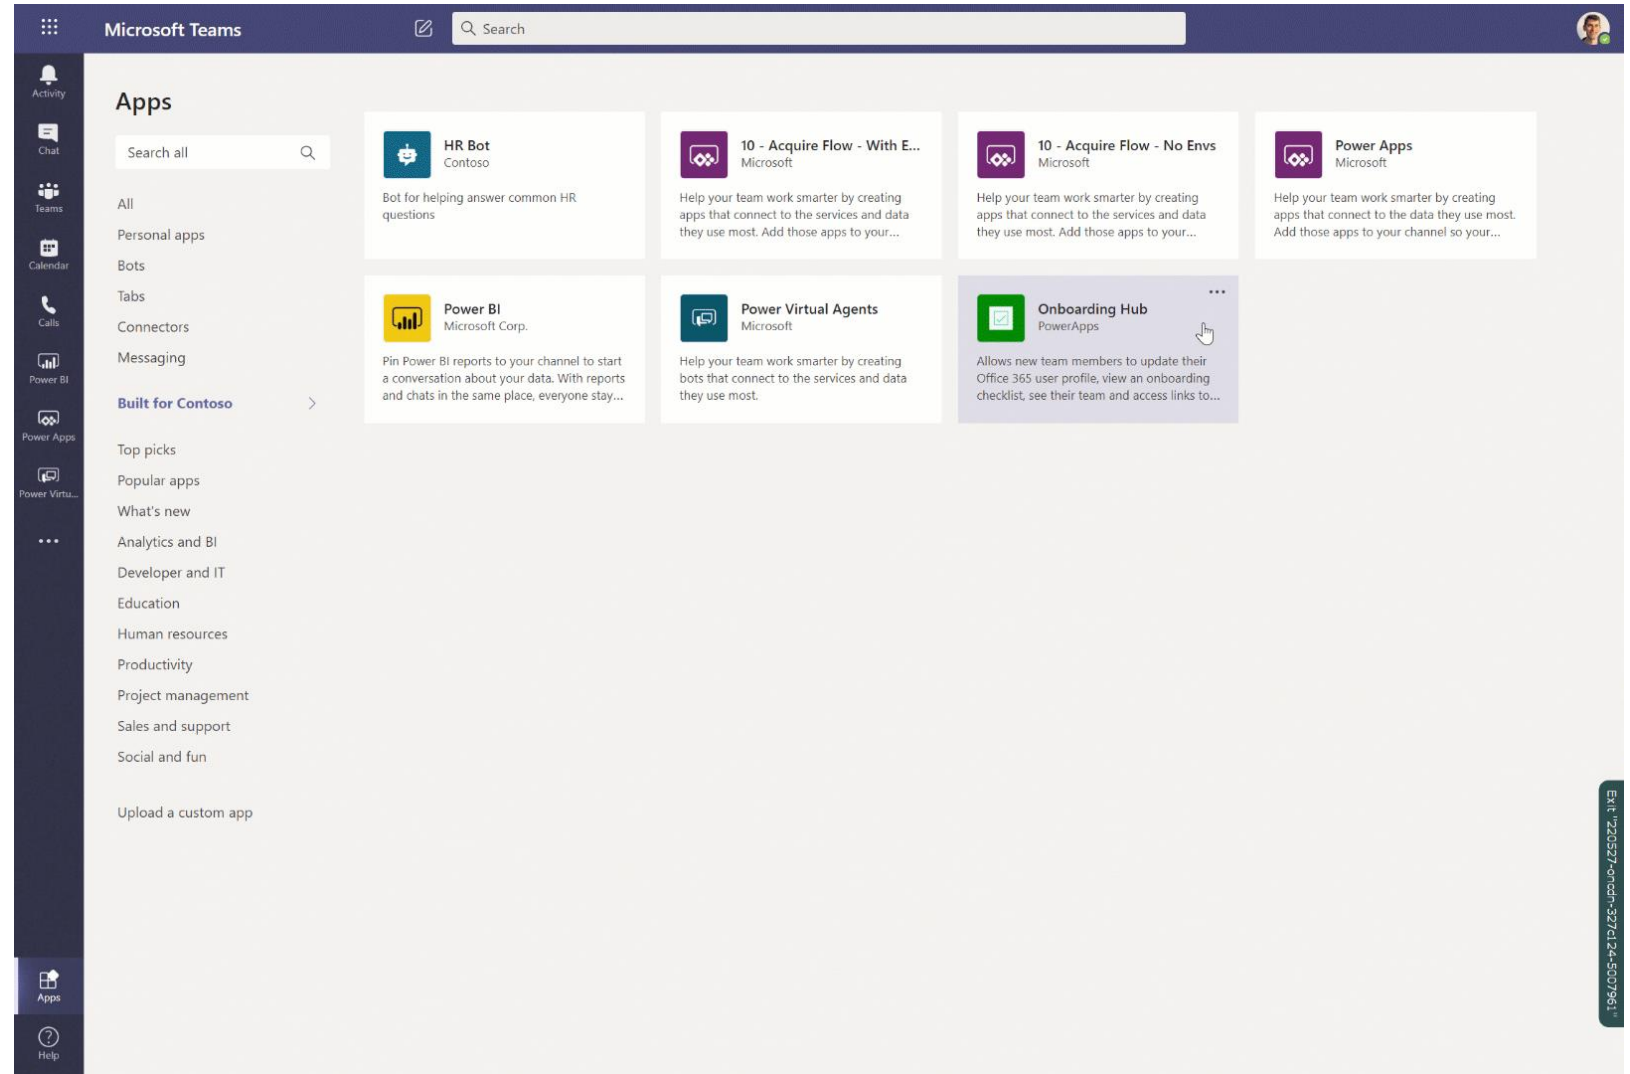 Microsoft Teams
Search
Activity
Chat
Teams
Calendar
Calls
Power BI
Power Apps
Power Virtu...
Apps
Help
Apps
Search all
All
Personal apps
Bots
Tabs
Connectors
Messaging
Built for Contoso
Top picks
Popular apps
What's new
Analytics and BI
Developer and IT
Education
Human resources
Productivity
Project management
Sales and support
Social and fun
Upload a custom app
HR Bot
Contoso
Bot for helping answer common HR
questions
10 - Acquire Flow - With E...
Microsoft
Help your team work smarter by creating
apps that connect to the services and data
they use most. Add those apps to your...
10 - Acquire Flow - No Envs
Microsoft
Help your team work smarter by creating
apps that connect to the services and data
they use most. Add those apps to your...
Power Apps
Microsoft
Help your team work smarter by creating
apps that connect to the data they use most.
Add those apps to your channel so your...
Power BI
Microsoft Corp.
Pin Power BI reports to your channel to start
a conversation about your data. With reports
and chats in the same place, everyone stay...
Power Virtual Agents
Microsoft
Help your team work smarter by creating
bots that connect to the services and data
they use most.
Onboarding Hub
PowerApps
Allows new team members to update their
Office 365 user profile, view an onboarding
checklist, see their team and access links to...
Exit "220527-oncdn-327c124-5007961"